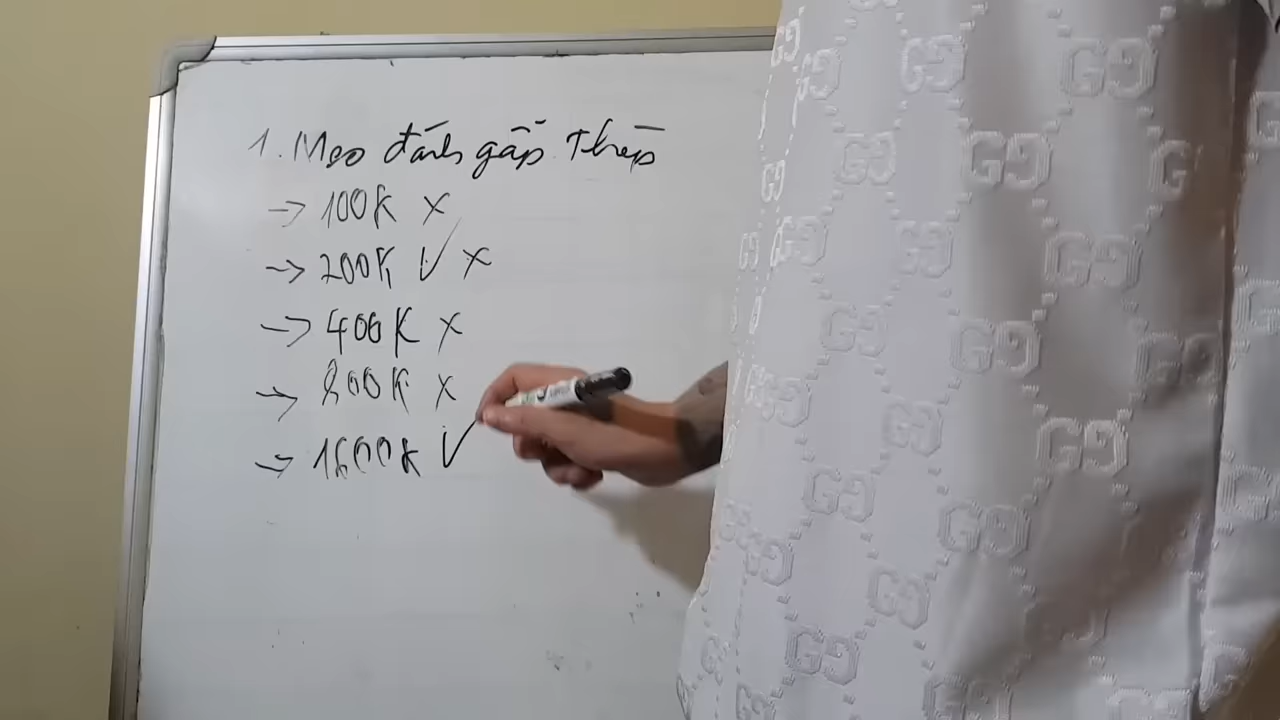 1. Mẹo đánh gấp Thếp
→ 100K x
→ 200K √ x
→ 400K x
→ 800K x
→ 1600K √